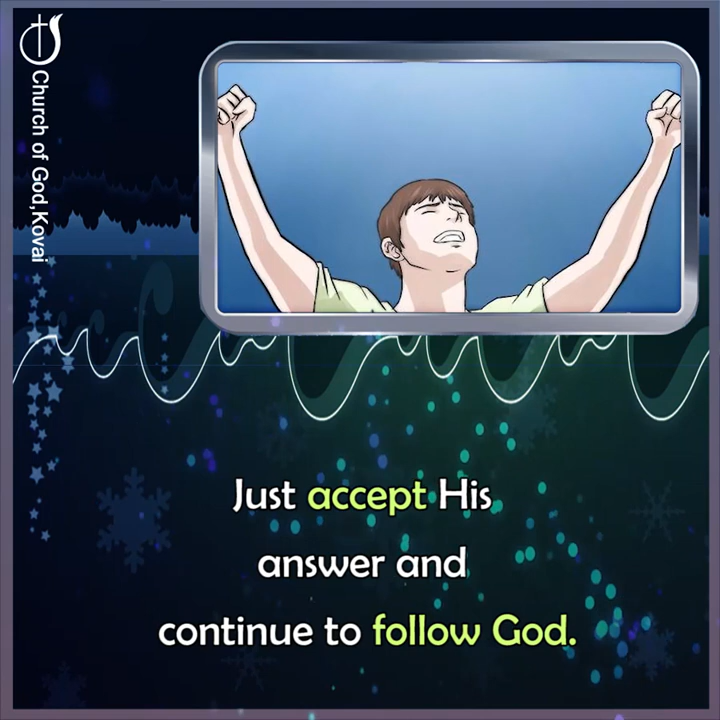 Church of God,Kovai
Just accept His
answer and
continue to follow God.